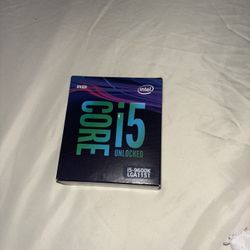 intel
CORE i5
UNLOCKED
i5-9600K
LGA1151